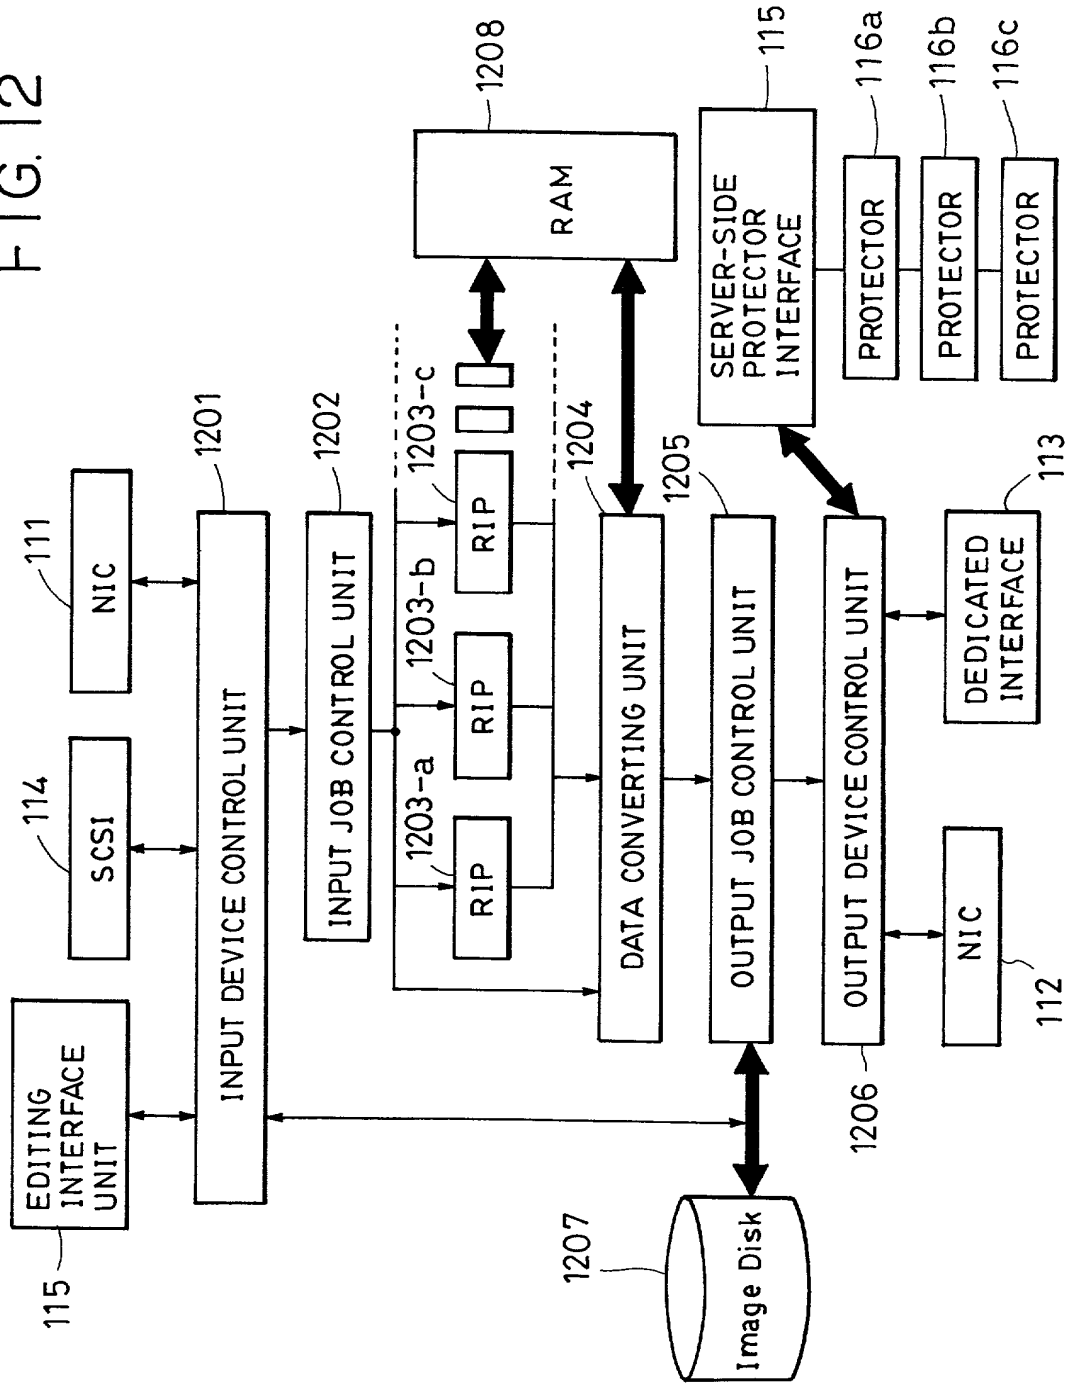 FIG. 12
115
EDITING
INTERFACE
UNIT
114
SCSI
111
NIC
1201
INPUT DEVICE CONTROL UNIT
1202
INPUT JOB CONTROL UNIT
1203-a
RIP
1203-b
RIP
1203-c
RIP
1208
RAM
1204
DATA CONVERTING UNIT
1205
OUTPUT JOB CONTROL UNIT
1207
Image Disk
1206
OUTPUT DEVICE CONTROL UNIT
112
NIC
113
DEDICATED
INTERFACE
115
SERVER-SIDE
PROTECTOR
INTERFACE
116a
PROTECTOR
116b
PROTECTOR
116c
PROTECTOR